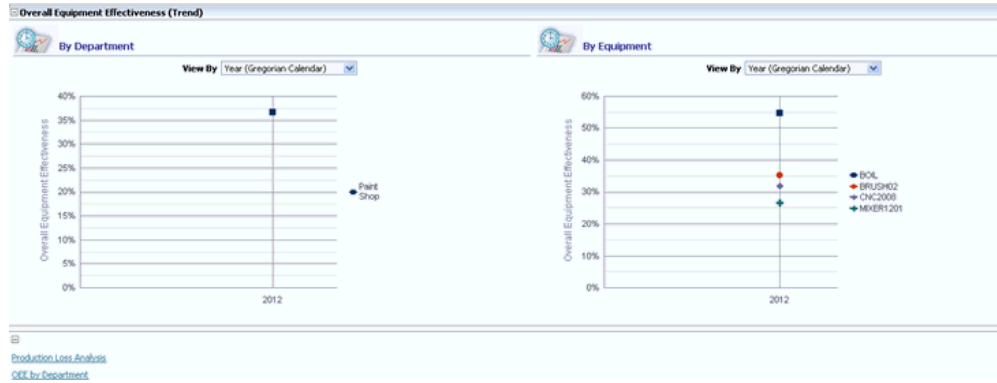 Overall Equipment Effectiveness (Trend)
By Department
View By Year (Gregorian Calendar)
40%
35%
30%
25%
20%
15%
10%
5%
0%
Overall Equipment Effectiveness
2012
Paint
Shop
By Equipment
View By Year (Gregorian Calendar)
60%
50%
40%
30%
20%
10%
0%
Overall Equipment Effectiveness
2012
BOIL
BRUSH02
CNC2008
MIXER1201
Production Loss Analysis
OEE by Department